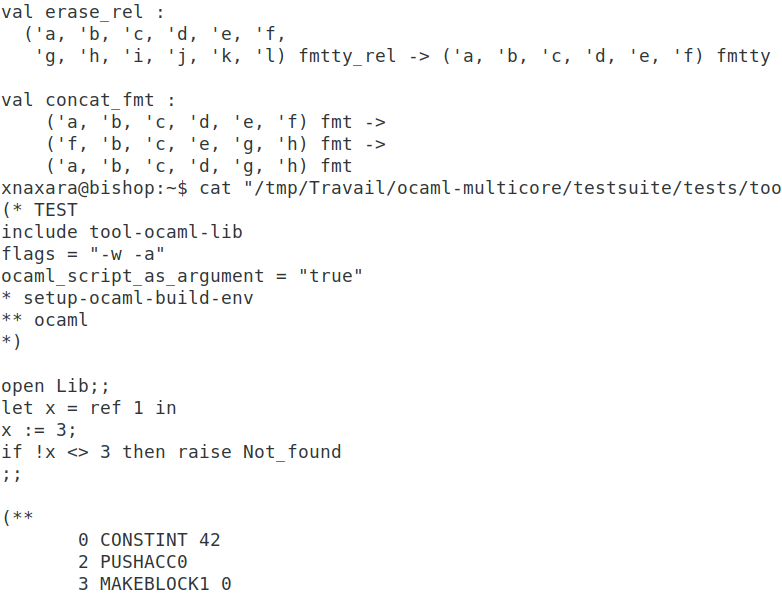 val erase_rel :
  ('a, 'b, 'c, 'd, 'e, 'f,
   'g, 'h, 'i, 'j, 'k, 'l) fmtty_rel -> ('a, 'b, 'c, 'd, 'e, 'f) fmtty

val concat_fmt :
    ('a, 'b, 'c, 'd, 'e, 'f) fmt ->
    ('f, 'b, 'c, 'e, 'g, 'h) fmt ->
    ('a, 'b, 'c, 'd, 'g, 'h) fmt
xnaxara@bishop:~$ cat "/tmp/Travail/ocaml-multicore/testsuite/tests/too
(* TEST
include tool-ocaml-lib
flags = "-w -a"
ocaml_script_as_argument = "true"
* setup-ocaml-build-env
** ocaml
*)

open Lib;;
let x = ref 1 in
x := 3;
if !x <> 3 then raise Not_found
;;

(**
       0 CONSTINT 42
       2 PUSHACC0
       3 MAKEBLOCK1 0